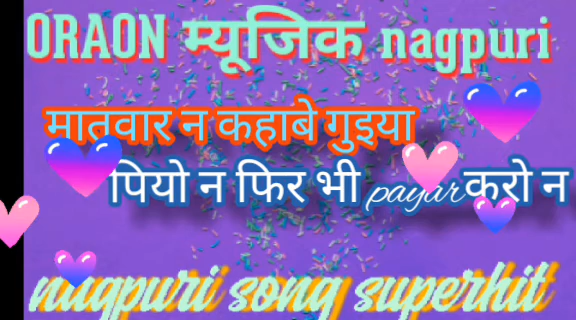 ORAON म्यूजिक nagpuri
मातवार न कहाबे गुइया
पियो न फिर भी payar करो न
nagpuri song superhit